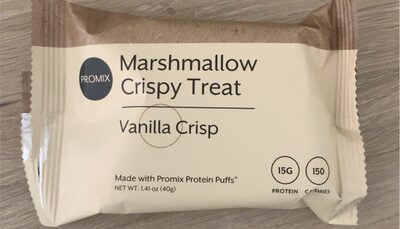 PROMIX
Marshmallow
Crispy Treat
Vanilla Crisp
Made with Promix Protein Puffs™
NET WT. 1.41 oz (40g)
15G
PROTEIN
150
CALORIES